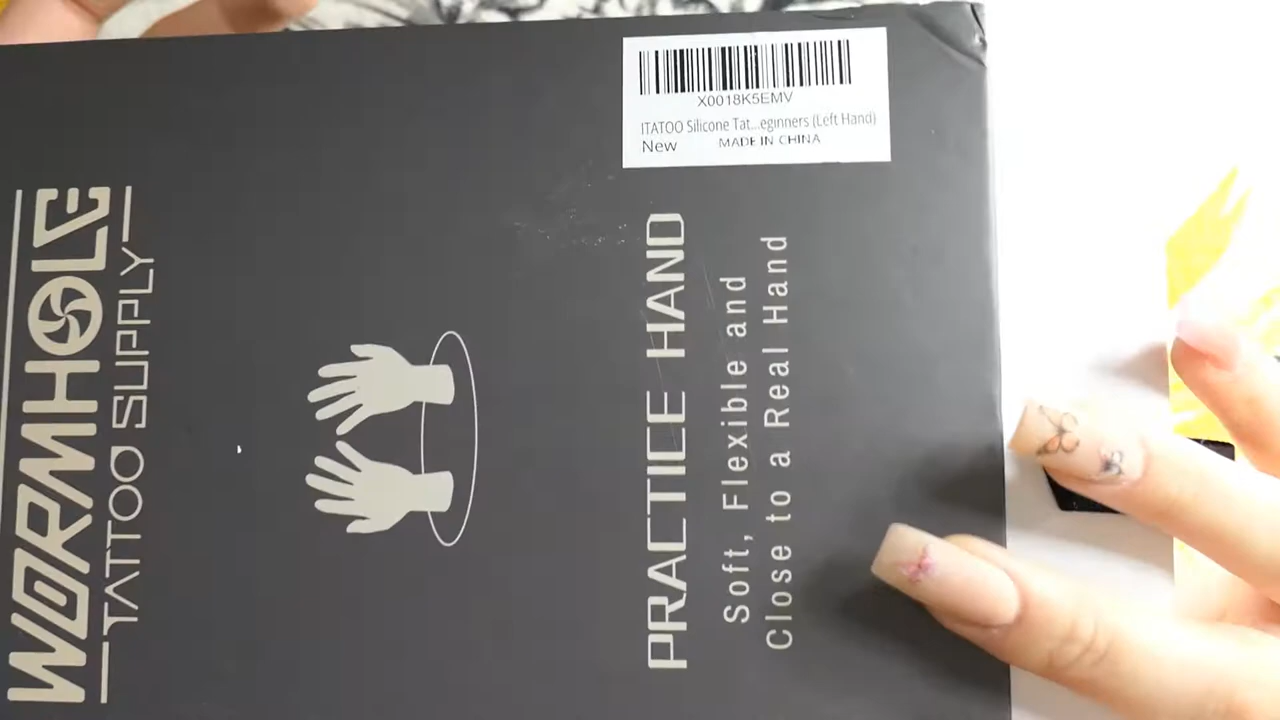 WORMHOLE
TATTOO SUPPLY
PRACTICE HAND
Soft, Flexible and
Close to a Real Hand
X0018K5EMV
ITATOO Silicone Tat...eginners (Left Hand)
New MADE IN CHINA